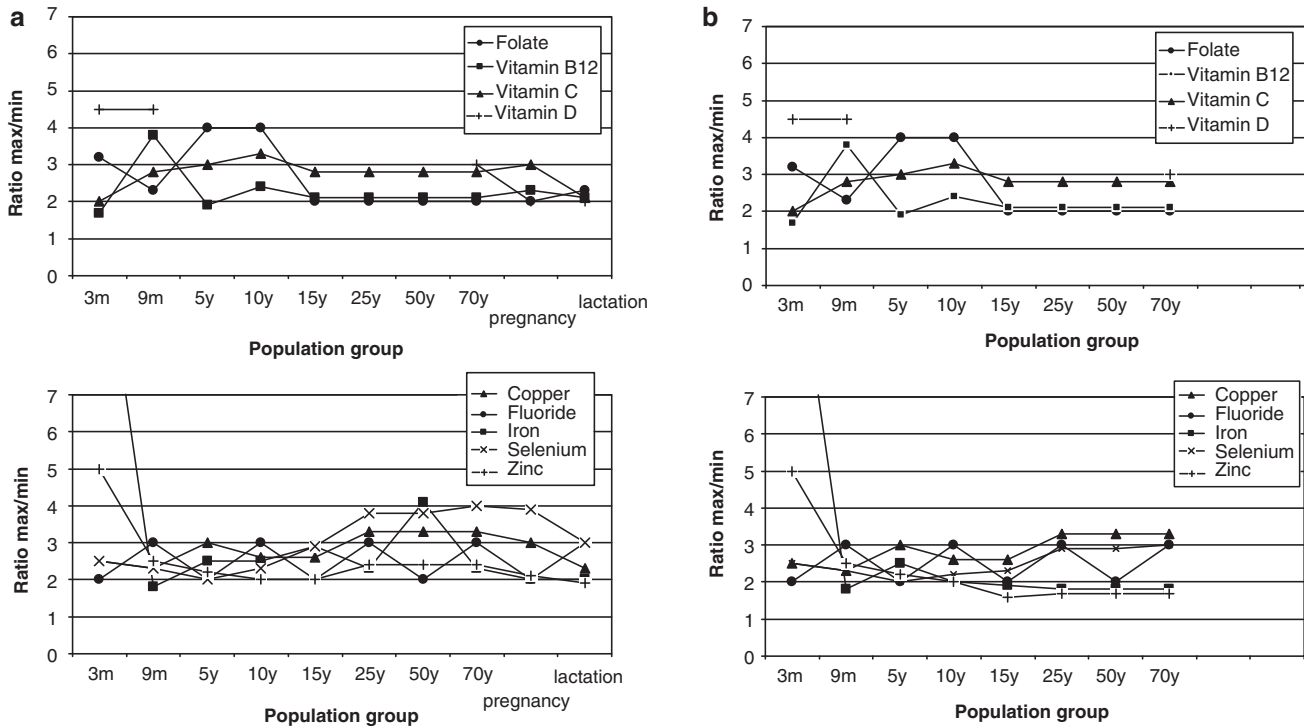 a
7
6
5
4
3
2
1
0
Ratio max/min
Folate
Vitamin B12
Vitamin C
Vitamin D
3m 9m 5y 10y 15y 25y 50y 70y pregnancy lactation
Population group
b
7
6
5
4
3
2
1
0
Ratio max/min
Folate
Vitamin B12
Vitamin C
Vitamin D
3m 9m 5y 10y 15y 25y 50y 70y
Population group
7
6
5
4
3
2
1
0
Ratio max/min
Copper
Fluoride
Iron
Selenium
Zinc
3m 9m 5y 10y 15y 25y 50y 70y pregnancy lactation
Population group
7
6
5
4
3
2
1
0
Ratio max/min
Copper
Fluoride
Iron
Selenium
Zinc
3m 9m 5y 10y 15y 25y 50y 70y
Population group